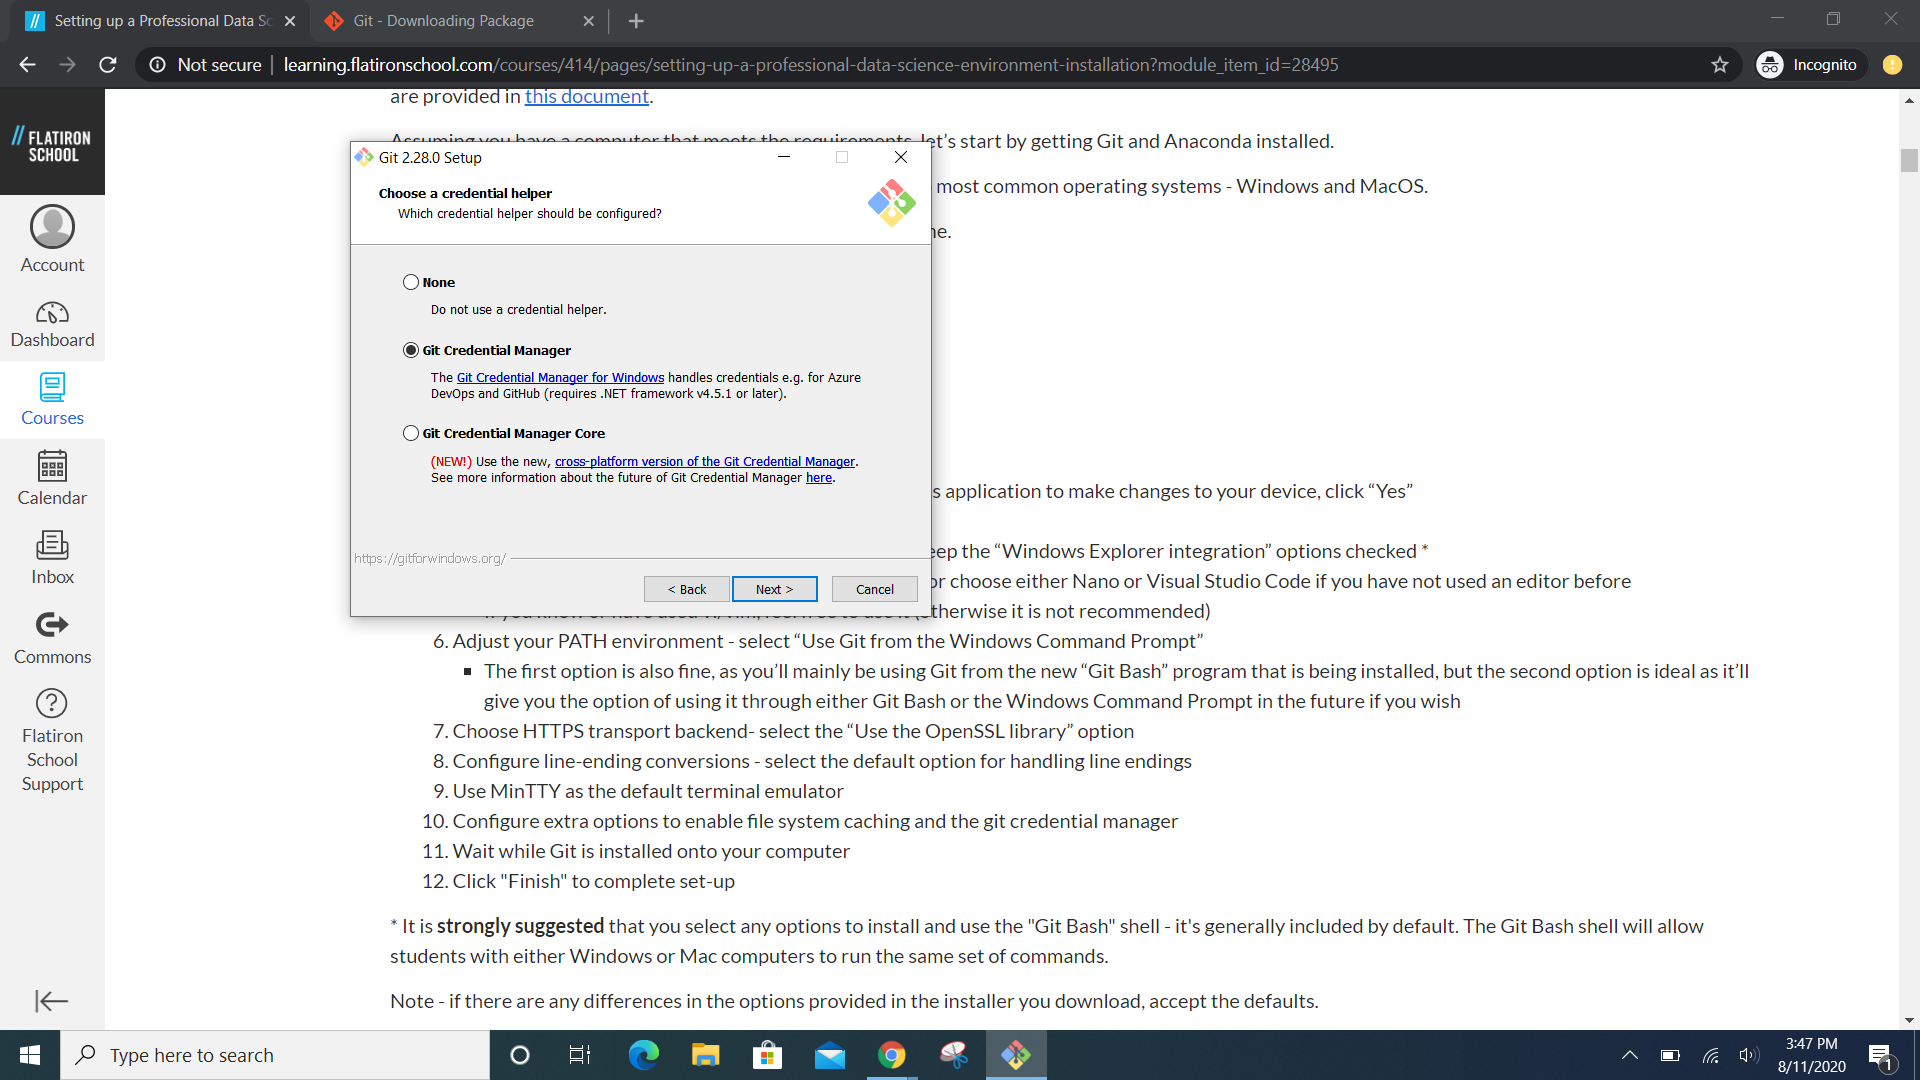 Setting up a Professional Data Sc
Git - Downloading Package
Not secure
learning.flatironschool.com/courses/414/pages/setting-up-a-professional-data-science-environment-installation?module_item_id=28495
Incognito
// FLATIRON
SCHOOL
Account
Dashboard
Courses
Calendar
Inbox
Commons
Flatiron
School
Support
are provided in this document.
Assuming you have a computer that meets the requirements, let’s start by getting Git and Anaconda installed.
most common operating systems - Windows and MacOS.
ne.
Git 2.28.0 Setup
Choose a credential helper
Which credential helper should be configured?
None
Do not use a credential helper.
Git Credential Manager
The Git Credential Manager for Windows handles credentials e.g. for Azure
DevOps and GitHub (requires .NET framework v4.5.1 or later).
Git Credential Manager Core
(NEW!) Use the new, cross-platform version of the Git Credential Manager.
See more information about the future of Git Credential Manager here.
https://gitforwindows.org/
< Back
Next >
Cancel
s application to make changes to your device, click “Yes”
eep the “Windows Explorer integration” options checked *
or choose either Nano or Visual Studio Code if you have not used an editor before
therwise it is not recommended)
6. Adjust your PATH environment - select “Use Git from the Windows Command Prompt”
▪ The first option is also fine, as you’ll mainly be using Git from the new “Git Bash” program that is being installed, but the second option is ideal as it’ll
give you the option of using it through either Git Bash or the Windows Command Prompt in the future if you wish
7. Choose HTTPS transport backend- select the “Use the OpenSSL library” option
8. Configure line-ending conversions - select the default option for handling line endings
9. Use MinTTY as the default terminal emulator
10. Configure extra options to enable file system caching and the git credential manager
11. Wait while Git is installed onto your computer
12. Click "Finish" to complete set-up
* It is strongly suggested that you select any options to install and use the "Git Bash" shell - it's generally included by default. The Git Bash shell will allow
students with either Windows or Mac computers to run the same set of commands.
Note - if there are any differences in the options provided in the installer you download, accept the defaults.
Type here to search
3:47 PM
8/11/2020
1